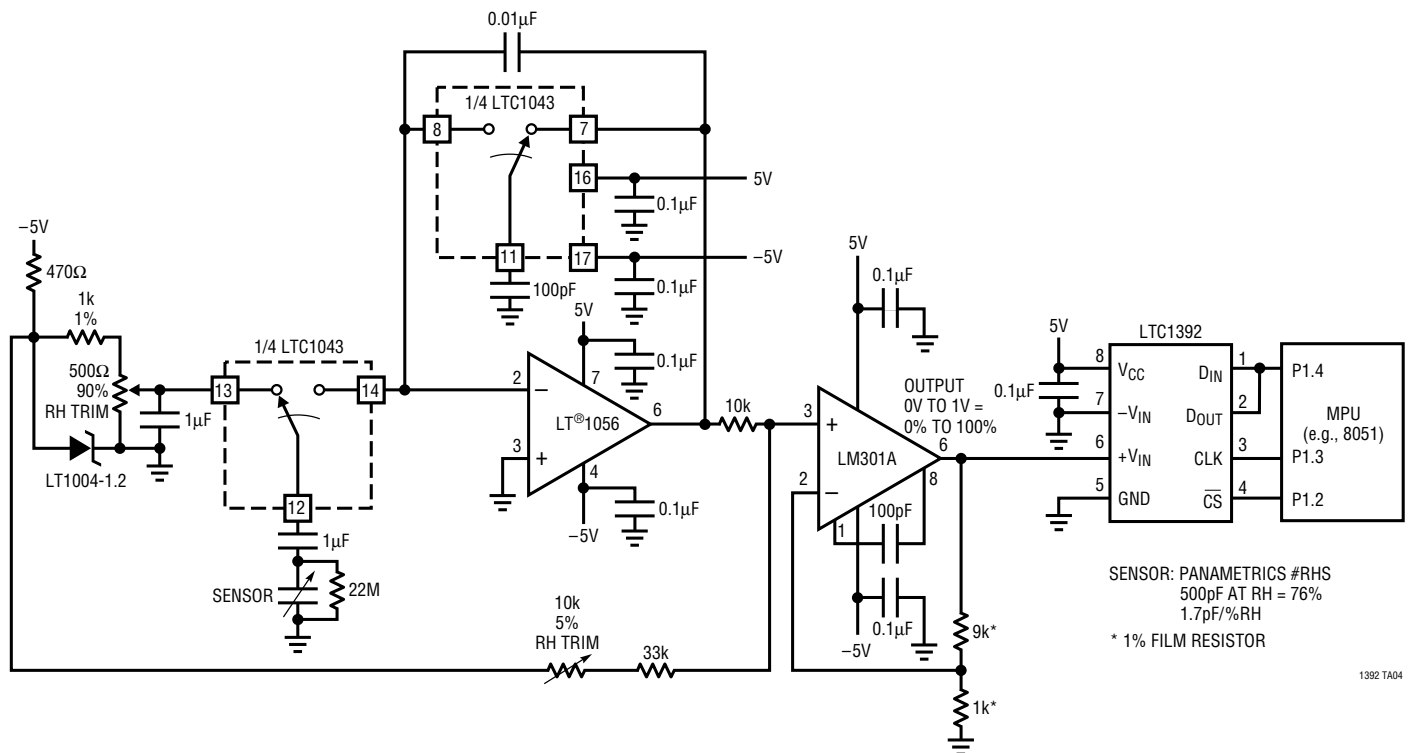 0.01µF
1/4 LTC1043
8
7
16
5V
0.1µF
11
17
–5V
100pF
0.1µF
–5V
470Ω
1k
1%
500Ω
90%
RH TRIM
1µF
LT1004-1.2
1/4 LTC1043
13
14
12
1µF
SENSOR
22M
5V
0.1µF
2
–
7
LT®1056
6
3
+
4
0.1µF
–5V
10k
10k
5%
RH TRIM
33k
5V
0.1µF
3
+
LM301A
2
–
6
8
1
100pF
0.1µF
–5V
OUTPUT
0V TO 1V =
0% TO 100%
9k*
1k*
5V
0.1µF
LTC1392
8
VCC
7
–VIN
6
+VIN
5
GND
DIN
1
DOUT
2
CLK
3
CS
4
P1.4
MPU
(e.g., 8051)
P1.3
P1.2
SENSOR: PANAMETRICS #RHS
500pF AT RH = 76%
1.7pF/%RH
* 1% FILM RESISTOR
1392 TA04